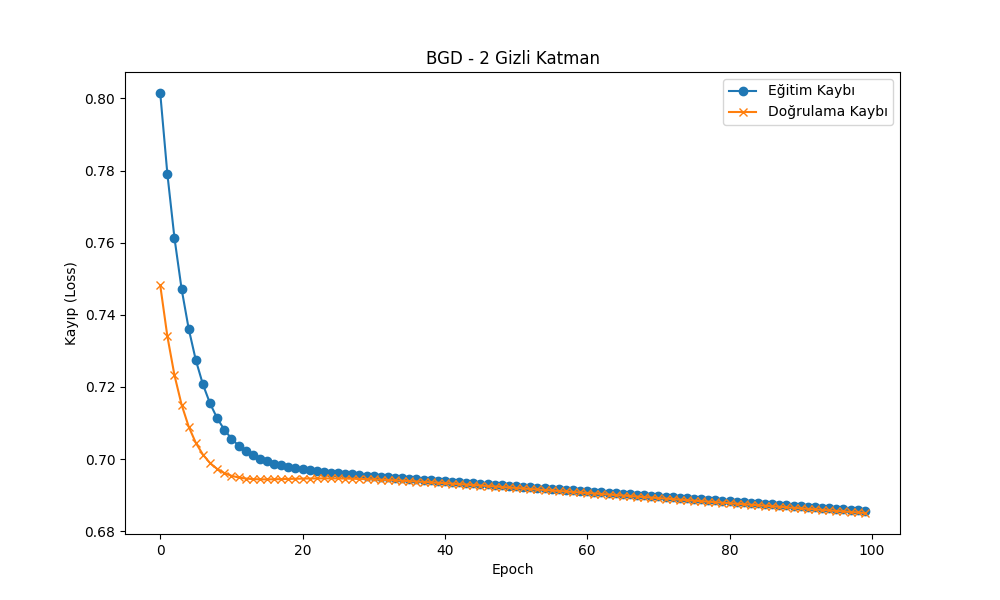 BGD - 2 Gizli Katman
Eğitim Kaybı
Doğrulama Kaybı
Kayıp (Loss)
0.80
0.78
0.76
0.74
0.72
0.70
0.68
0 20 40 60 80 100
Epoch